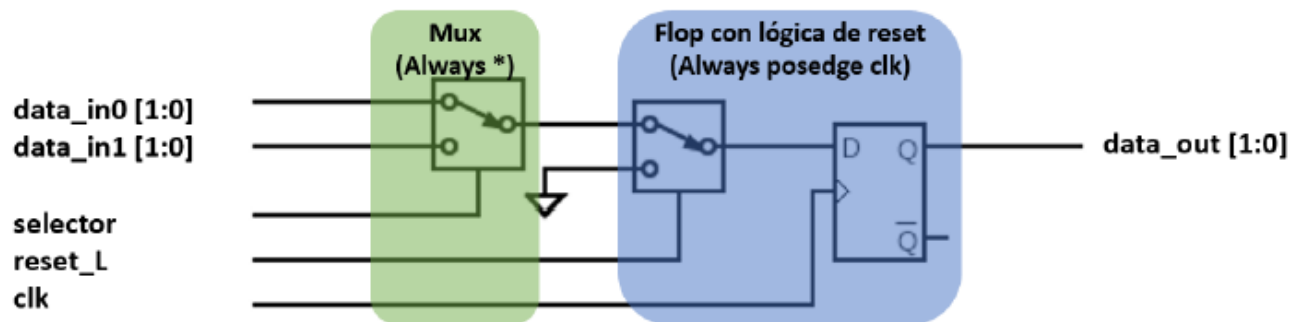 Mux
(Always *)
Flop con lógica de reset
(Always posedge clk)
data_in0 [1:0]
data_in1 [1:0]
selector
reset_L
clk
D
Q
Q
data_out [1:0]